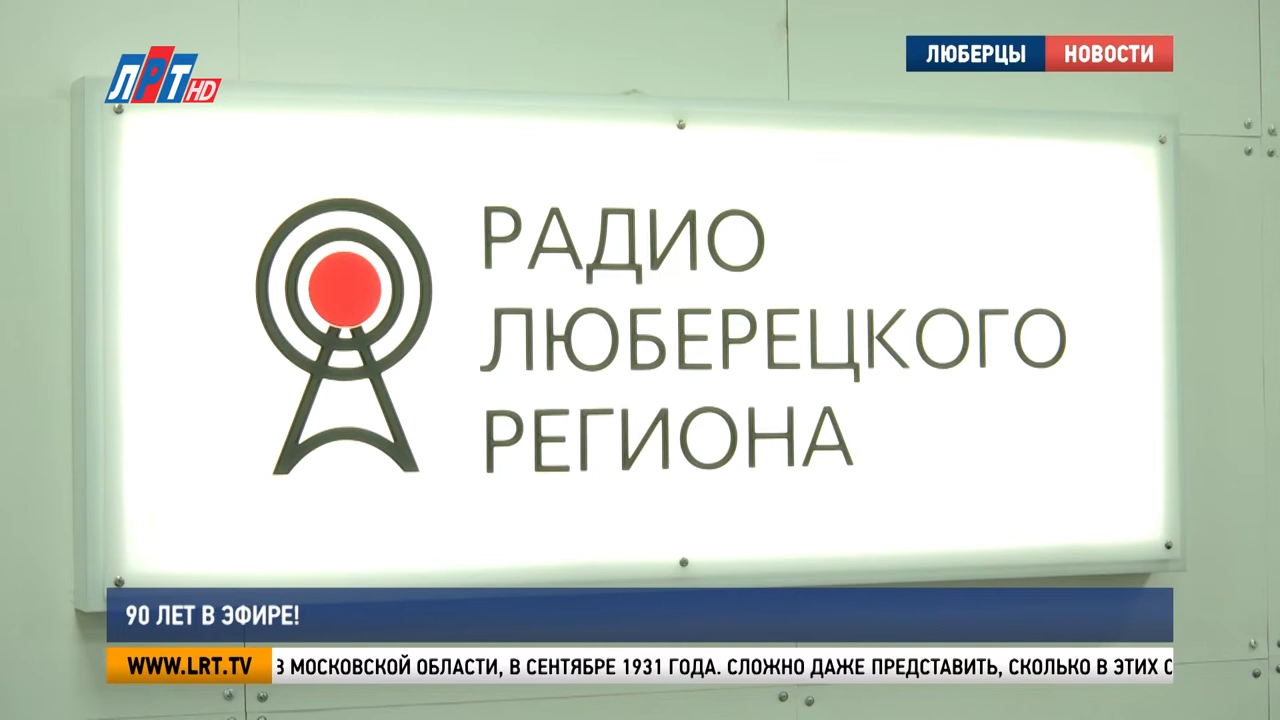 ЛРТ HD
ЛЮБЕРЦЫ НОВОСТИ
РАДИО
ЛЮБЕРЕЦКОГО
РЕГИОНА
90 ЛЕТ В ЭФИРЕ!
WWW.LRT.TV В МОСКОВСКОЙ ОБЛАСТИ, В СЕНТЯБРЕ 1931 ГОДА. СЛОЖНО ДАЖЕ ПРЕДСТАВИТЬ, СКОЛЬКО В ЭТИХ С